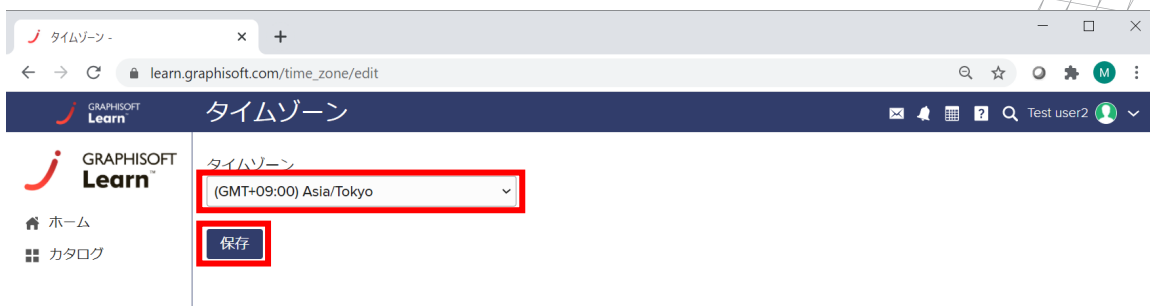 タイムゾーン -
learn.graphisoft.com/time_zone/edit
M
GRAPHISOFT
Learn™
タイムゾーン
Test user2
GRAPHISOFT
Learn™
タイムゾーン
(GMT+09:00) Asia/Tokyo
ホーム
保存
カタログ